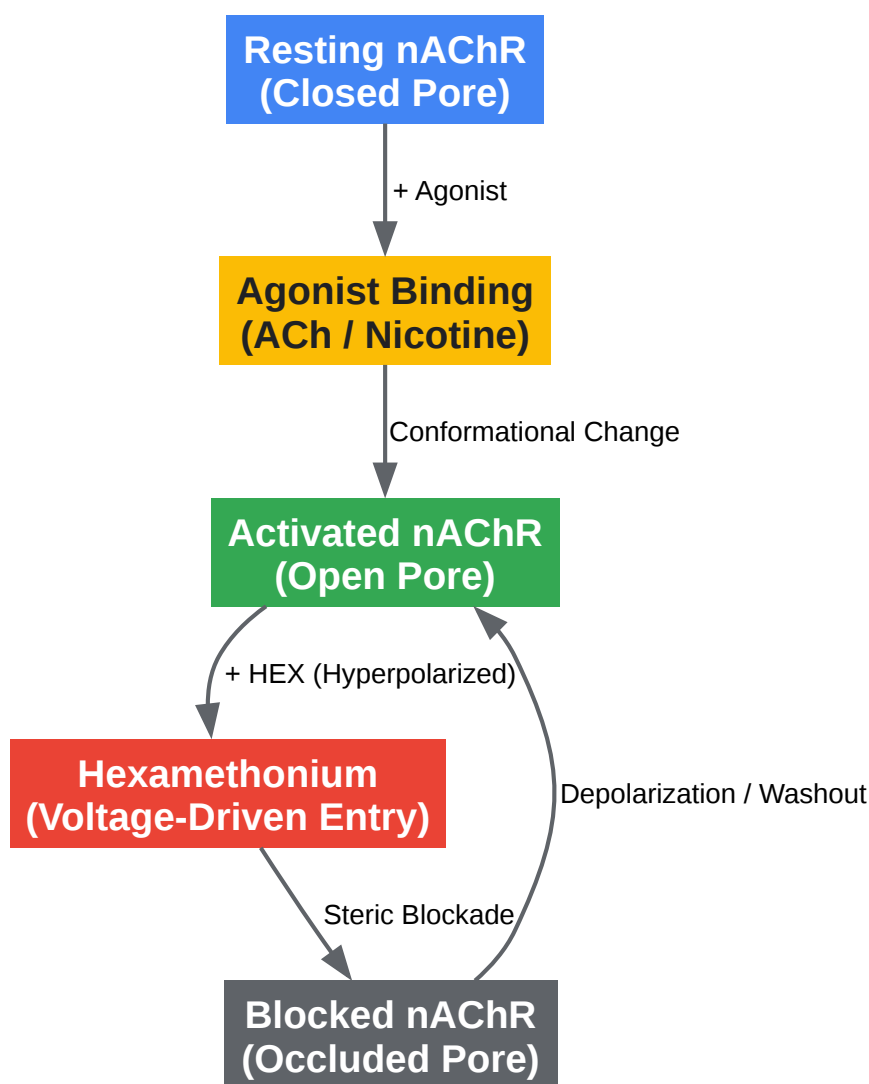 Resting nAChR
(Closed Pore)
+ Agonist
Agonist Binding
(ACh / Nicotine)
Conformational Change
Activated nAChR
(Open Pore)
+ HEX (Hyperpolarized)
Hexamethonium
(Voltage-Driven Entry)
Depolarization / Washout
Steric Blockade
Blocked nAChR
(Occluded Pore)